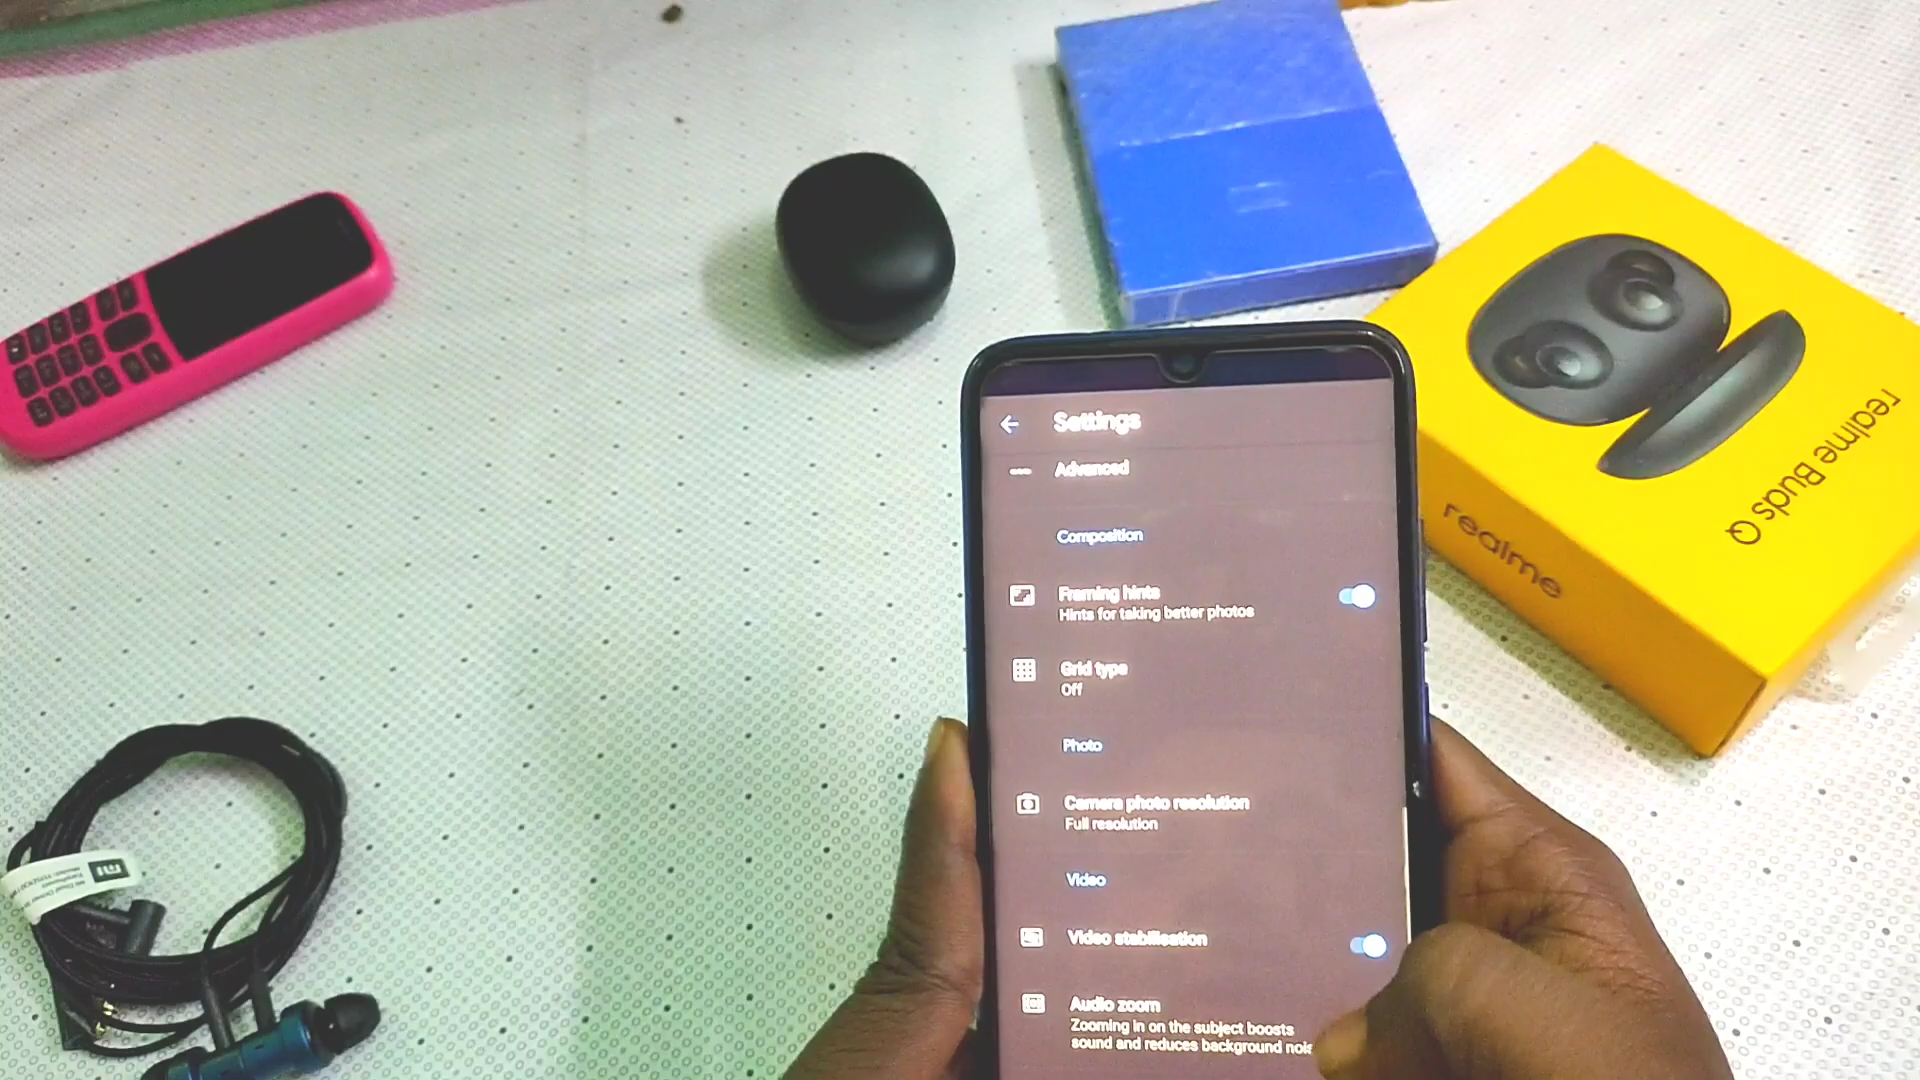 Settings
Advanced
Composition
Framing hints
Hints for taking better photos
Grid type
Off
Photo
Camera photo resolution
Full resolution
Video
Video stabilisation
Audio zoom
Zooming in on the subject boosts
sound and reduces background
realme Buds Q
realme
MI